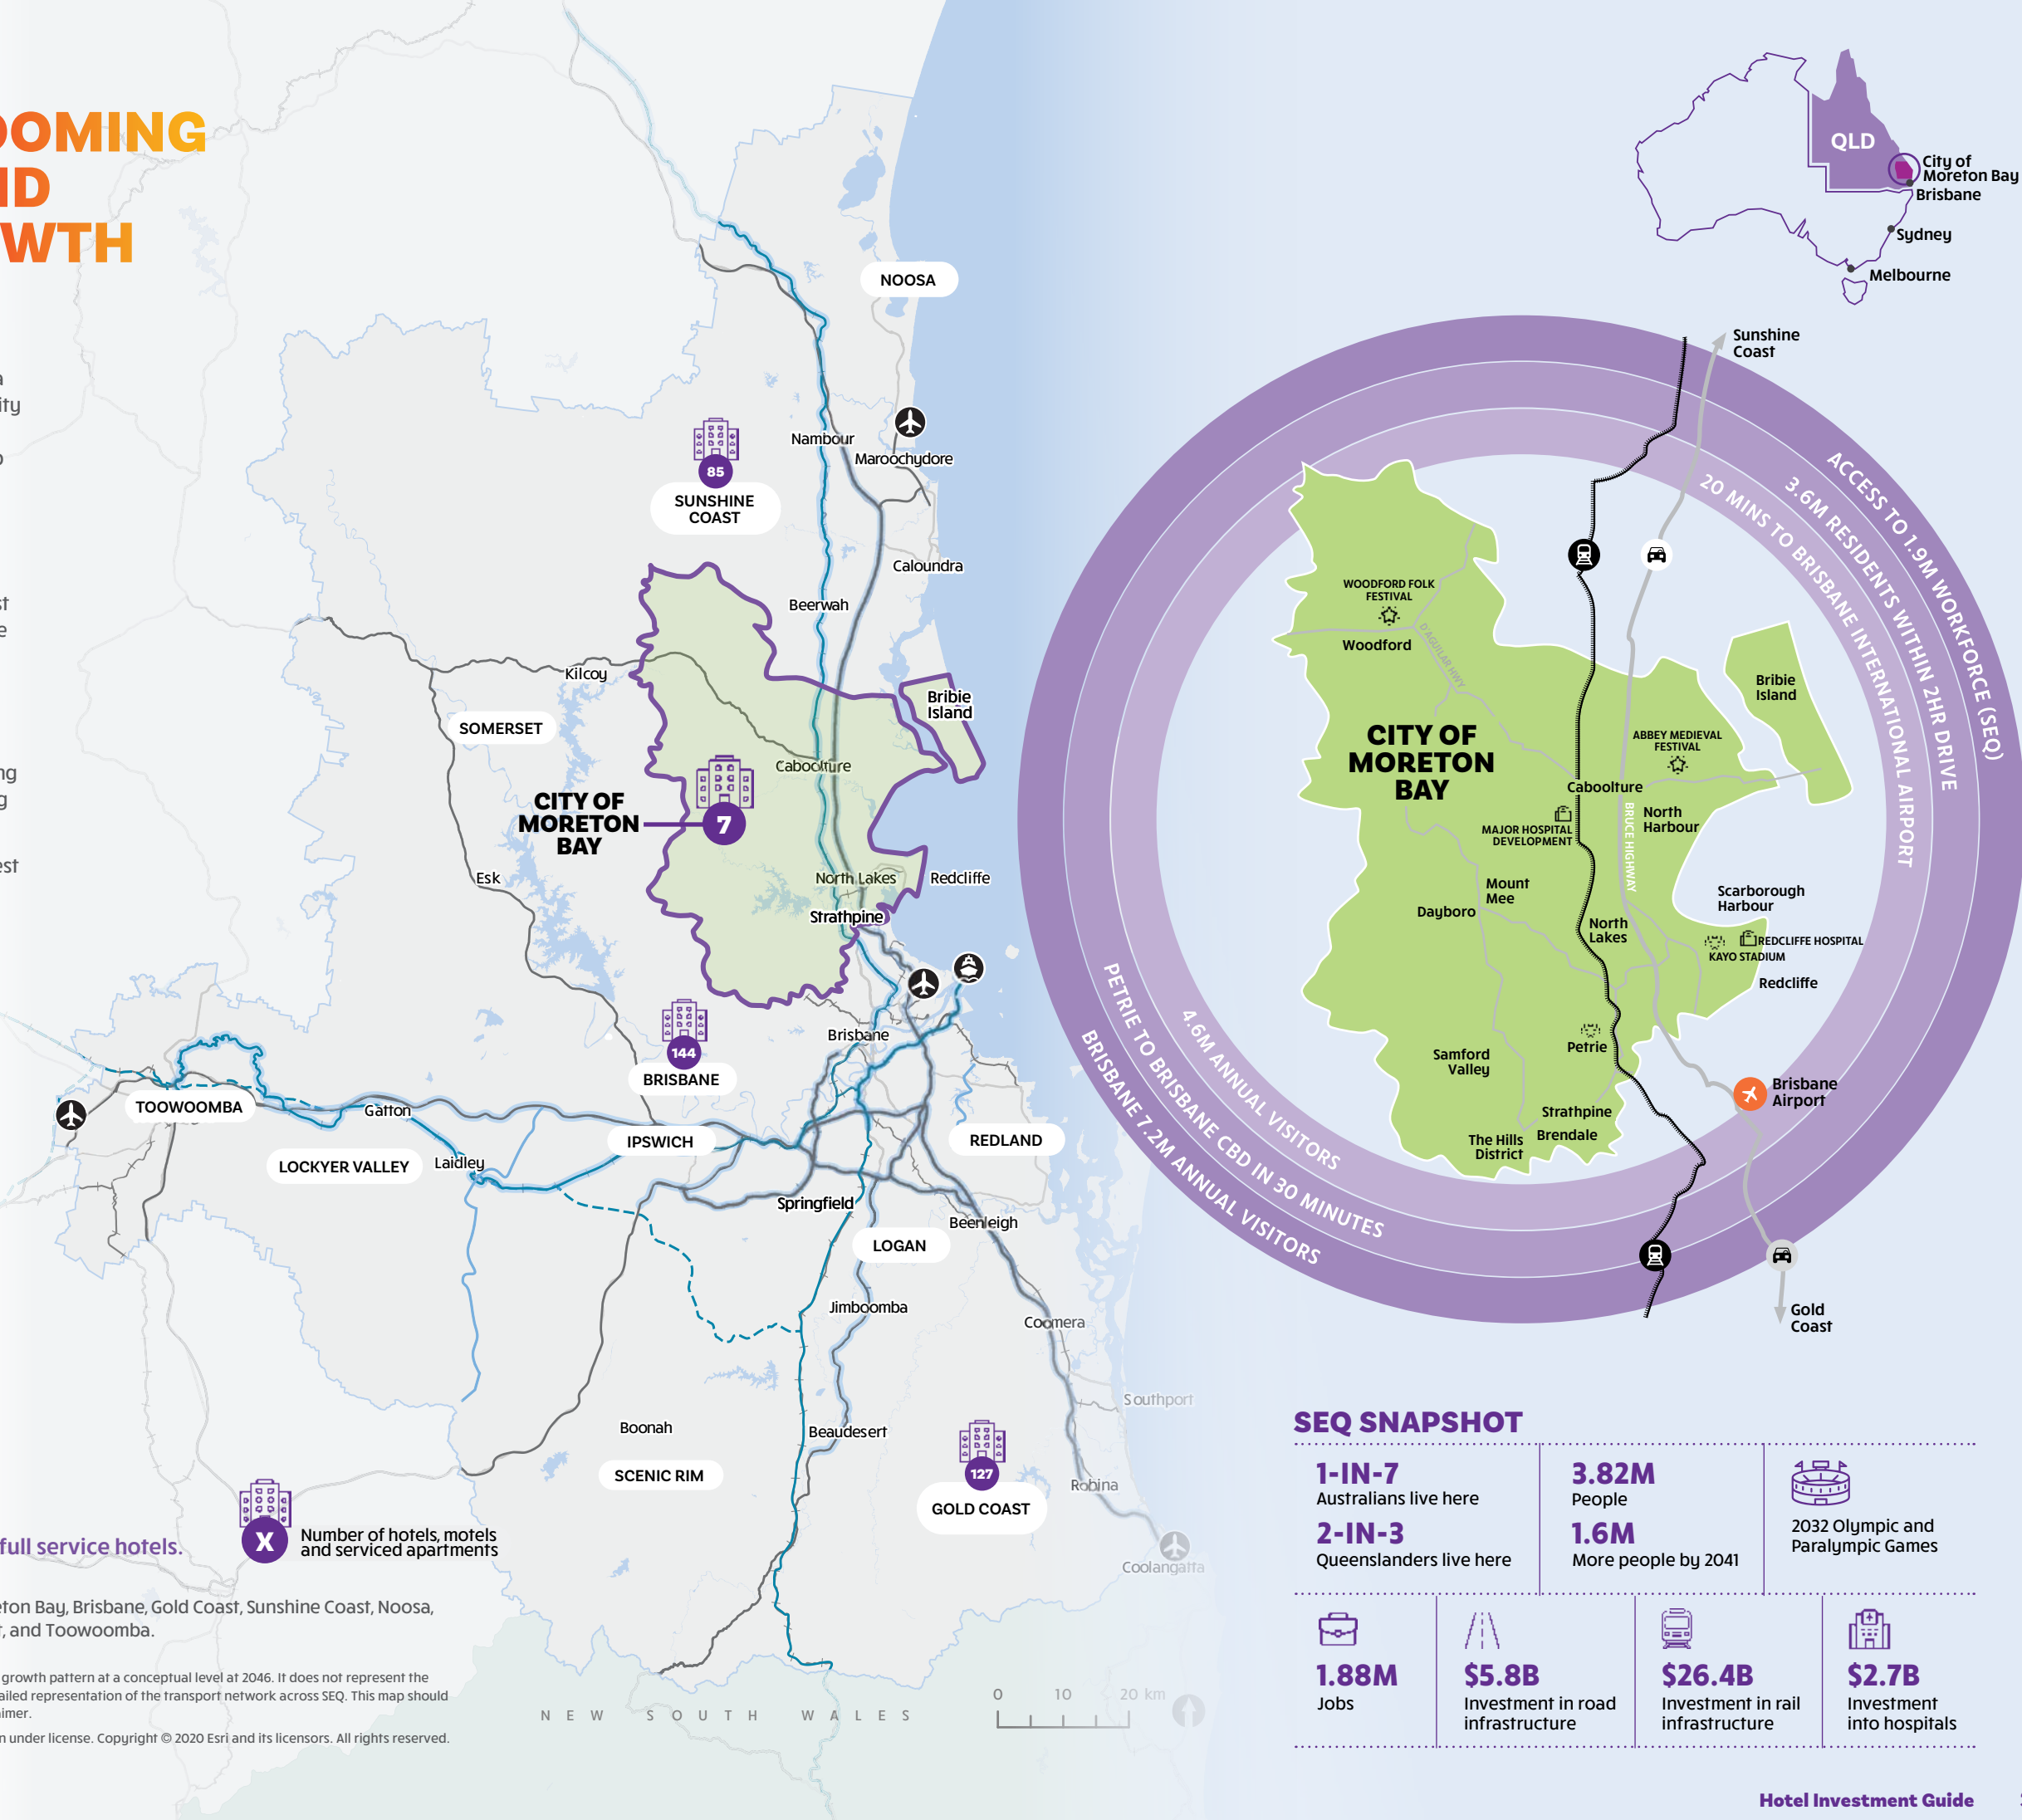 OOMING
ND
WTH
a
ity
st
e
ng
g
est
full service hotels.
X
Number of hotels, motels
and serviced apartments
eton Bay, Brisbane, Gold Coast, Sunshine Coast, Noosa,
, and Toowoomba.
growth pattern at a conceptual level at 2046. It does not represent the
ailed representation of the transport network across SEQ. This map should
aimer.
n under license. Copyright © 2020 Esri and its licensors. All rights reserved.
NOOSA
Nambour
Maroochydore
85
SUNSHINE
COAST
Caloundra
Beerwah
Kilcoy
Bribie
Island
SOMERSET
Caboolture
CITY OF
MORETON
BAY
7
Esk
North Lakes
Redcliffe
Strathpine
Brisbane
144
BRISBANE
TOOWOOMBA
Gatton
IPSWICH
REDLAND
LOCKYER VALLEY
Laidley
Springfield
Beenleigh
LOGAN
Jimboomba
Coomera
Southport
Boonah
Beaudesert
SCENIC RIM
127
GOLD COAST
Robina
Coolangatta
NEW SOUTH WALES
0 10 20 km
QLD
City of
Moreton Bay
Brisbane
Sydney
Melbourne
Sunshine
Coast
ACCESS TO 1.9M WORKFORCE (SEQ)
3.6M RESIDENTS WITHIN 2HR DRIVE
20 MINS TO BRISBANE INTERNATIONAL AIRPORT
WOODFORD FOLK
FESTIVAL
Woodford
D'AGUILAR HWY
Bribie
Island
CITY OF
MORETON
BAY
ABBEY MEDIEVAL
FESTIVAL
Caboolture
North
Harbour
MAJOR HOSPITAL
DEVELOPMENT
BRUCE HIGHWAY
Mount
Mee
Dayboro
Scarborough
Harbour
North
Lakes
REDCLIFFE HOSPITAL
KAYO STADIUM
Redcliffe
Petrie
Samford
Valley
Brisbane
Airport
Strathpine
Brendale
The Hills
District
4.6M ANNUAL VISITORS
PETRIE TO BRISBANE CBD IN 30 MINUTES
BRISBANE 7.2M ANNUAL VISITORS
Gold
Coast
SEQ SNAPSHOT
1-IN-7
Australians live here
2-IN-3
Queenslanders live here
3.82M
People
1.6M
More people by 2041
2032 Olympic and
Paralympic Games
1.88M
Jobs
$5.8B
Investment in road
infrastructure
$26.4B
Investment in rail
infrastructure
$2.7B
Investment
into hospitals
Hotel Investment Guide